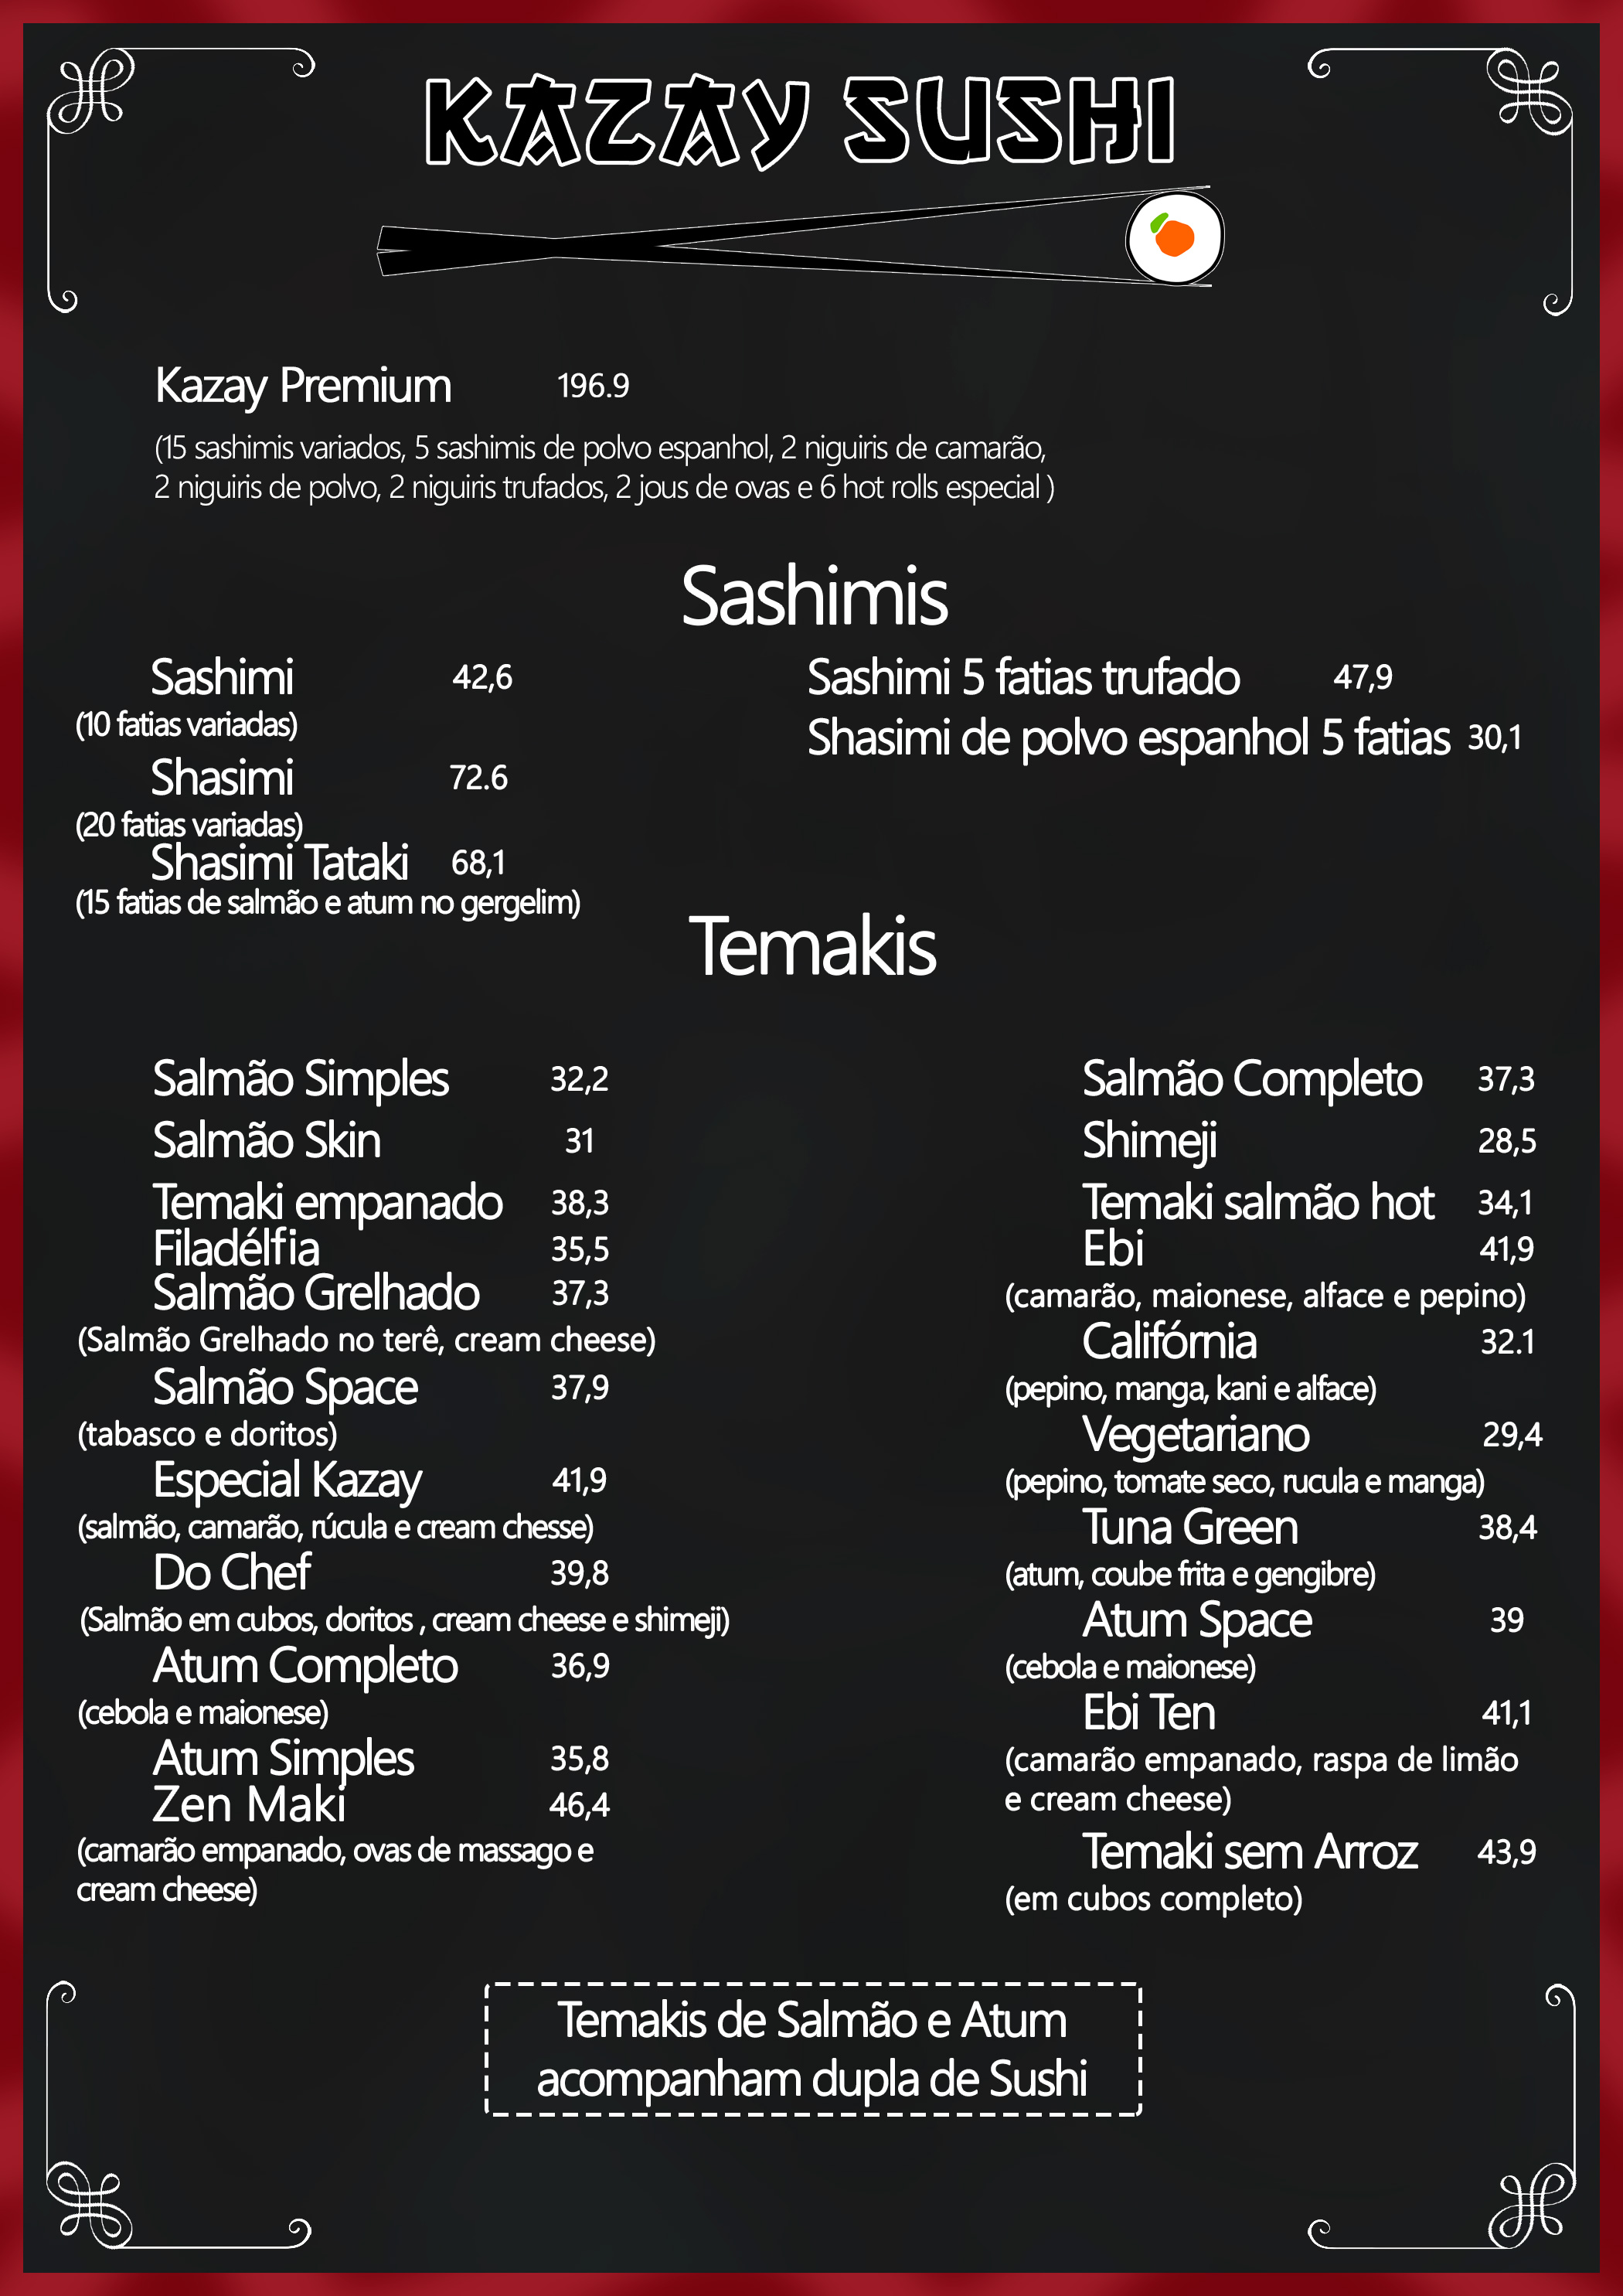 KAZAY SUSHI
Kazay Premium 196.9
(15 sashimis variados, 5 sashimis de polvo espanhol, 2 niguiris de camarão,
2 niguiris de polvo, 2 niguiris trufados, 2 jous de ovas e 6 hot rolls especial )
Sashimis
Sashimi 42,6
(10 fatias variadas)
Shasimi 72.6
(20 fatias variadas)
Shasimi Tataki 68,1
(15 fatias de salmão e atum no gergelim)
Sashimi 5 fatias trufado 47,9
Shasimi de polvo espanhol 5 fatias 30,1
Temakis
Salmão Simples 32,2
Salmão Skin 31
Temaki empanado 38,3
Filadélfia 35,5
Salmão Grelhado 37,3
(Salmão Grelhado no terê, cream cheese)
Salmão Space 37,9
(tabasco e doritos)
Especial Kazay 41,9
(salmão, camarão, rúcula e cream chesse)
Do Chef 39,8
(Salmão em cubos, doritos , cream cheese e shimeji)
Atum Completo 36,9
(cebola e maionese)
Atum Simples 35,8
Zen Maki 46,4
(camarão empanado, ovas de massago e
cream cheese)
Salmão Completo 37,3
Shimeji 28,5
Temaki salmão hot 34,1
Ebi 41,9
(camarão, maionese, alface e pepino)
Califórnia 32.1
(pepino, manga, kani e alface)
Vegetariano 29,4
(pepino, tomate seco, rucula e manga)
Tuna Green 38,4
(atum, coube frita e gengibre)
Atum Space 39
(cebola e maionese)
Ebi Ten 41,1
(camarão empanado, raspa de limão
e cream cheese)
Temaki sem Arroz 43,9
(em cubos completo)
Temakis de Salmão e Atum
acompanham dupla de Sushi